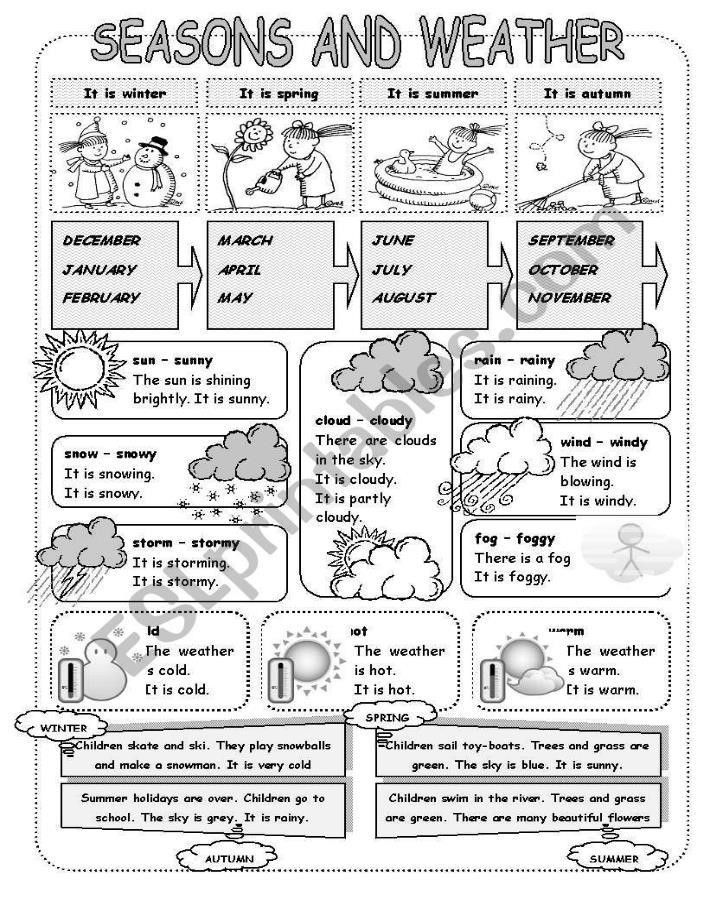 SEASONS AND WEATHER
It is winter
It is spring
It is summer
It is autumn
DECEMBER
JANUARY
FEBRUARY
MARCH
APRIL
MAY
JUNE
JULY
AUGUST
SEPTEMBER
OCTOBER
NOVEMBER
sun - sunny
The sun is shining
brightly. It is sunny.
snow - snowy
It is snowing.
It is snowy.
storm - stormy
It is storming.
It is stormy.
cloud - cloudy
There are clouds
in the sky.
It is cloudy.
It is partly
cloudy.
rain - rainy
It is raining.
It is rainy.
wind - windy
The wind is
blowing.
It is windy.
fog - foggy
There is a fog
It is foggy.
ld
The weather
s cold.
It is cold.
ot
The weather
is hot.
It is hot.
rm
The weather
s warm.
It is warm.
WINTER
Children skate and ski. They play snowballs
and make a snowman. It is very cold
SPRING
Children sail toy-boats. Trees and grass are
green. The sky is blue. It is sunny.
Summer holidays are over. Children go to
school. The sky is grey. It is rainy.
AUTUMN
Children swim in the river. Trees and grass
are green. There are many beautiful flowers
SUMMER
ESLprintables.com